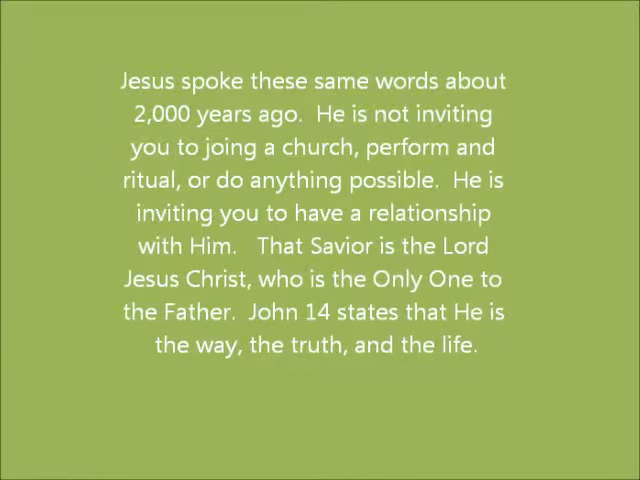 Jesus spoke these same words about
2,000 years ago.  He is not inviting
you to joing a church, perform and
ritual, or do anything possible.  He is
inviting you to have a relationship
with Him.   That Savior is the Lord
Jesus Christ, who is the Only One to
the Father.  John 14 states that He is
the way, the truth, and the life.